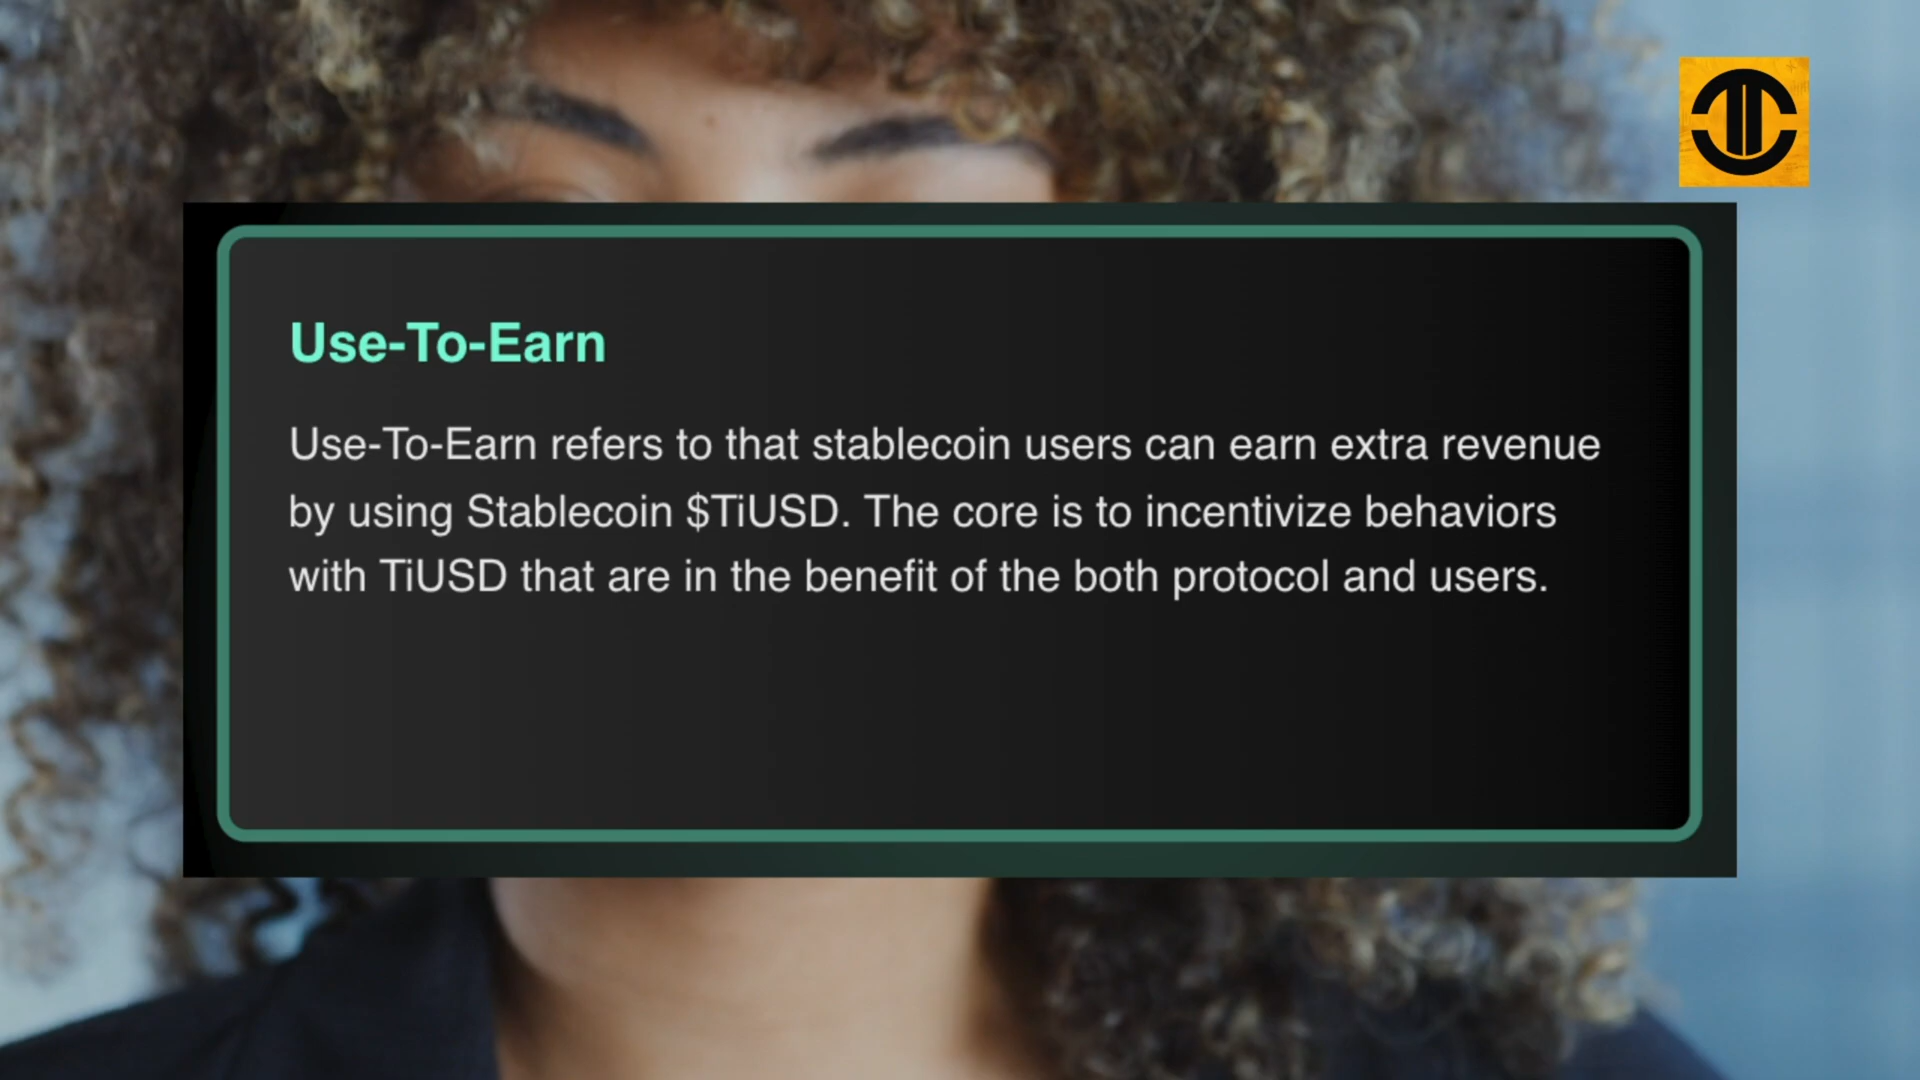 Use-To-Earn
Use-To-Earn refers to that stablecoin users can earn extra revenue
by using Stablecoin $TiUSD. The core is to incentivize behaviors
with TiUSD that are in the benefit of the both protocol and users.